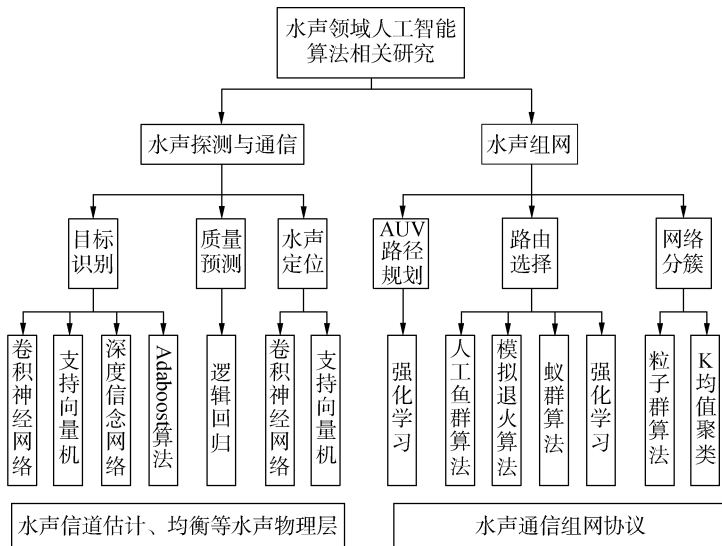 水声领域人工智能
算法相关研究
水声探测与通信
水声组网
目标
识别
质量
预测
水声
定位
AUV
路径
规划
路由
选择
网络
分簇
卷积神经网络
支持向量机
深度信念网络
Adaboost算法
逻辑回归
卷积神经网络
支持向量机
强化学习
人工鱼群算法
模拟退火算法
蚁群算法
强化学习
粒子群算法
K均值聚类
水声信道估计、均衡等水声物理层
水声通信组网协议